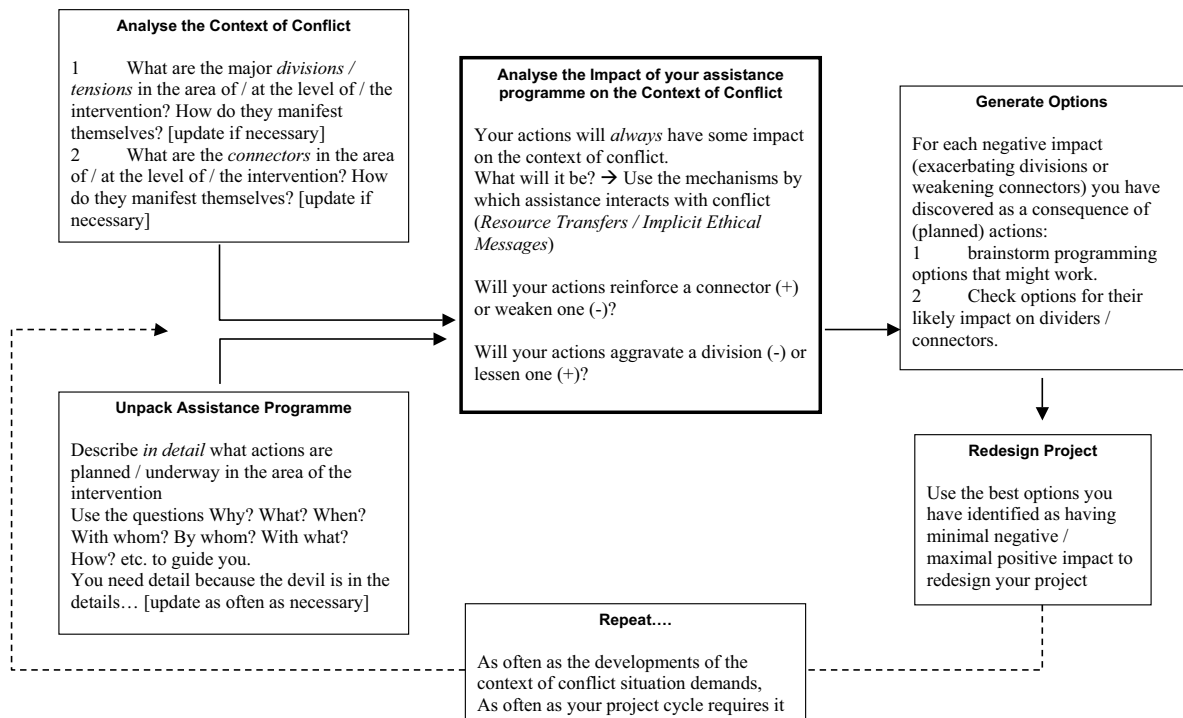 Analyse the Context of Conflict
1 What are the major divisions /
tensions in the area of / at the level of / the
intervention? How do they manifest
themselves? [update if necessary]
2 What are the connectors in the area
of / at the level of / the intervention? How
do they manifest themselves? [update if
necessary]
Unpack Assistance Programme
Describe in detail what actions are
planned / underway in the area of the
intervention
Use the questions Why? What? When?
With whom? By whom? With what?
How? etc. to guide you.
You need detail because the devil is in the
details… [update as often as necessary]
Analyse the Impact of your assistance
programme on the Context of Conflict
Your actions will always have some impact
on the context of conflict.
What will it be? → Use the mechanisms by
which assistance interacts with conflict
(Resource Transfers / Implicit Ethical
Messages)
Will your actions reinforce a connector (+)
or weaken one (-)?
Will your actions aggravate a division (-) or
lessen one (+)?
Generate Options
For each negative impact
(exacerbating divisions or
weakening connectors) you have
discovered as a consequence of
(planned) actions:
1 brainstorm programming
options that might work.
2 Check options for their
likely impact on dividers /
connectors.
Redesign Project
Use the best options you
have identified as having
minimal negative /
maximal positive impact to
redesign your project
Repeat….
As often as the developments of the
context of conflict situation demands,
As often as your project cycle requires it